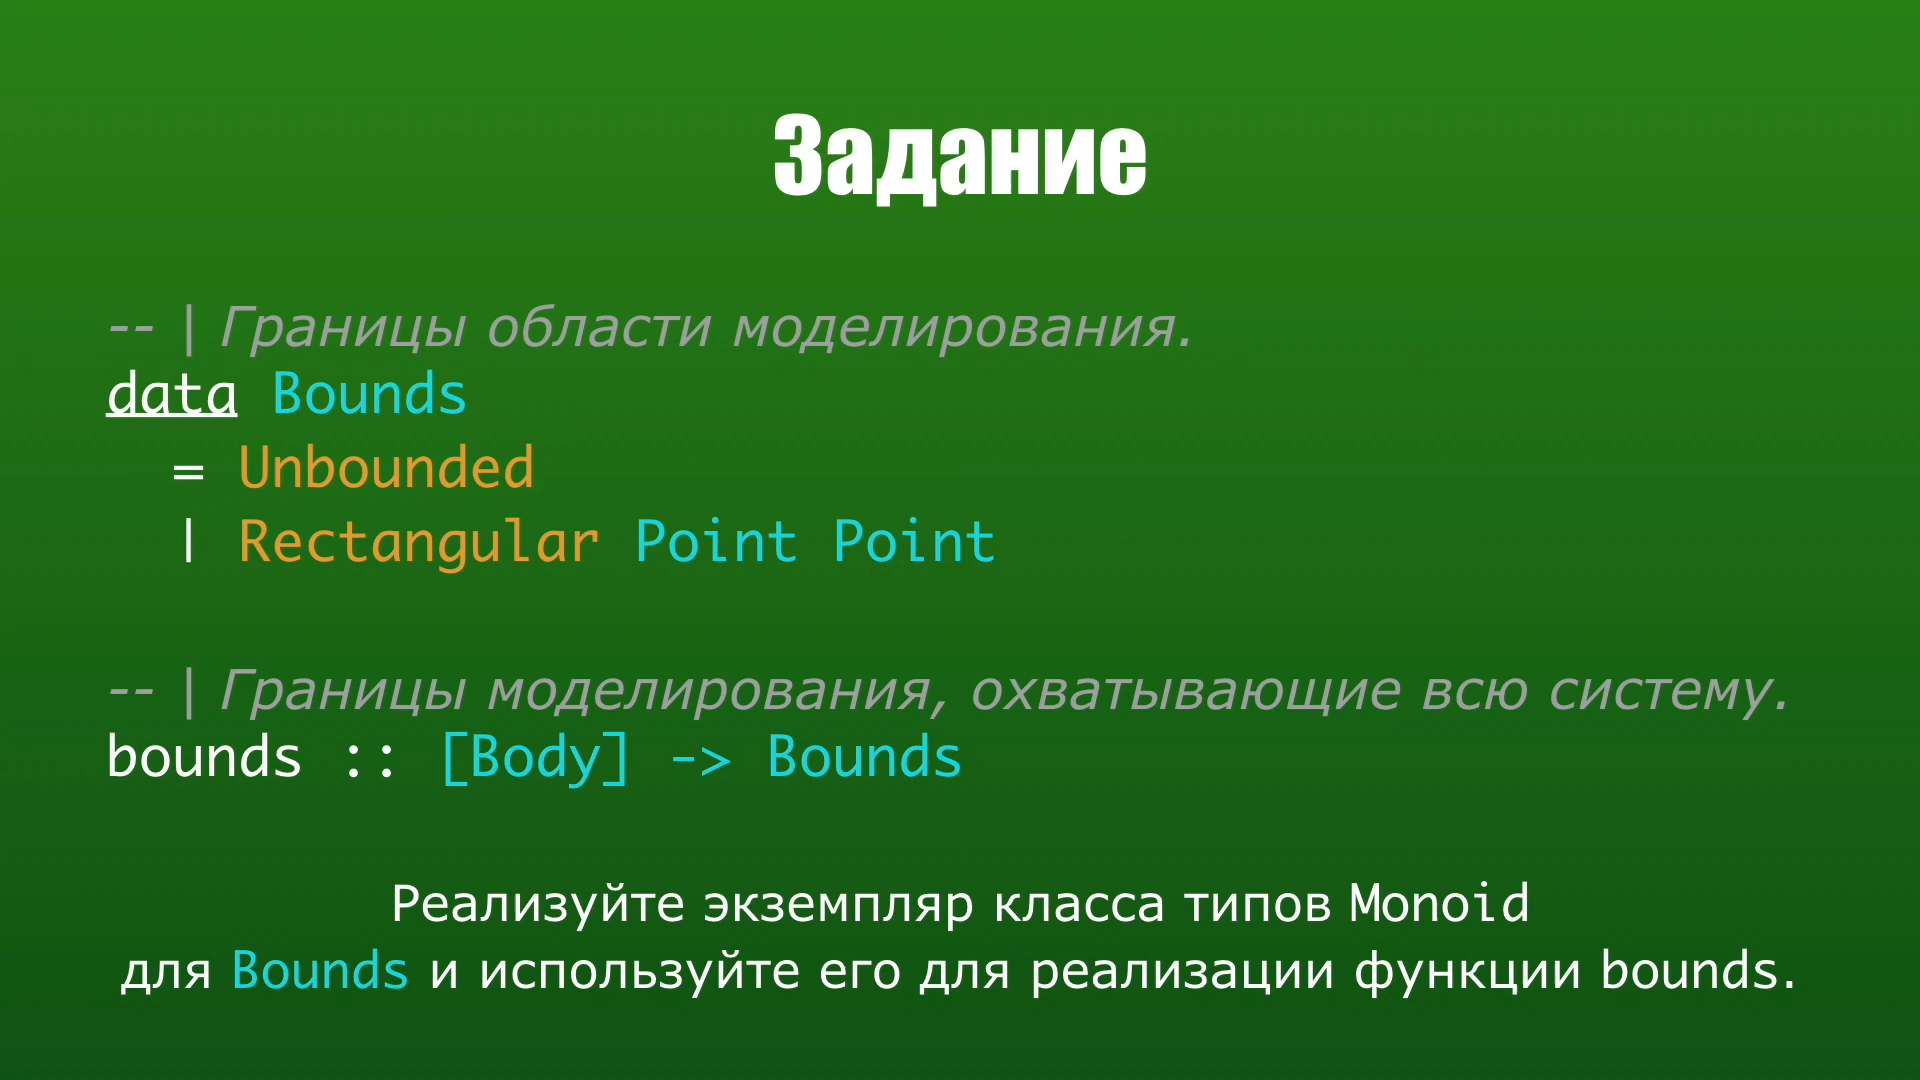 Задание
-- | Границы области моделирования.
data Bounds
= Unbounded
| Rectangular Point Point
-- | Границы моделирования, охватывающие всю систему.
bounds :: [Body] -> Bounds
Реализуйте экземпляр класса типов Monoid
для Bounds и используйте его для реализации функции bounds.